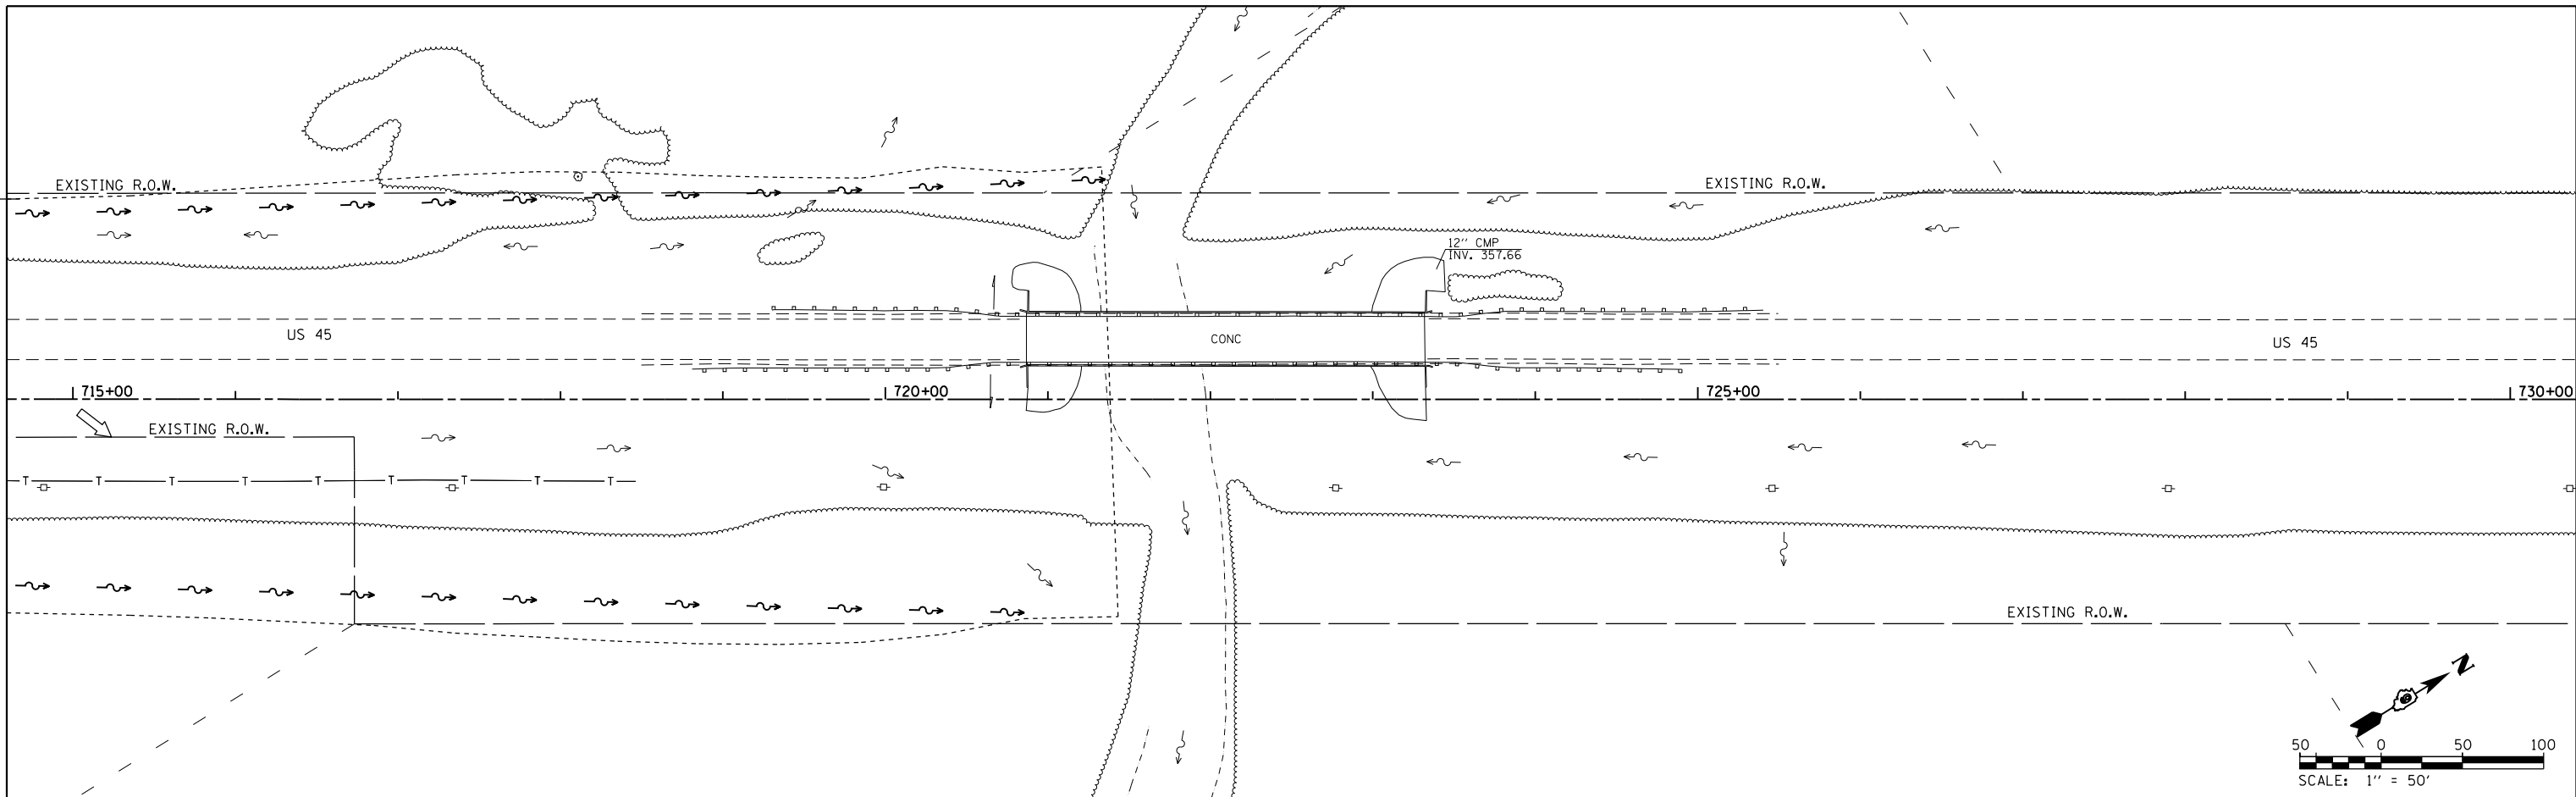 EXISTING R.O.W.
EXISTING R.O.W.
12" CMP
INV. 357.66
US 45
CONC
US 45
715+00
720+00
725+00
730+00
EXISTING R.O.W.
T T T T T T T T T
EXISTING R.O.W.
N
50 0 50 100
SCALE: 1" = 50'